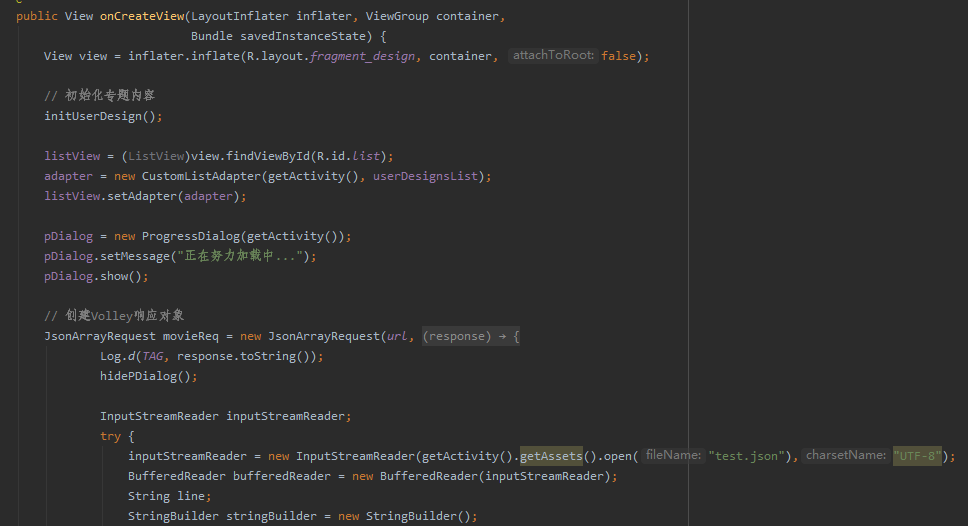 public View onCreateView(LayoutInflater inflater, ViewGroup container,
Bundle savedInstanceState) {
View view = inflater.inflate(R.layout.fragment_design, container, attachToRoot: false);
// 初始化专题内容
initUserDesign();
listView = (ListView)view.findViewById(R.id.list);
adapter = new CustomListAdapter(getActivity(), userDesignsList);
listView.setAdapter(adapter);
pDialog = new ProgressDialog(getActivity());
pDialog.setMessage("正在努力加载中...");
pDialog.show();
// 创建Volley响应对象
JsonArrayRequest movieReq = new JsonArrayRequest(url, (response) → {
Log.d(TAG, response.toString());
hidePDialog();
InputStreamReader inputStreamReader;
try {
inputStreamReader = new InputStreamReader(getActivity().getAssets().open( fileName: "test.json"), charsetName: "UTF-8");
BufferedReader bufferedReader = new BufferedReader(inputStreamReader);
String line;
StringBuilder stringBuilder = new StringBuilder();